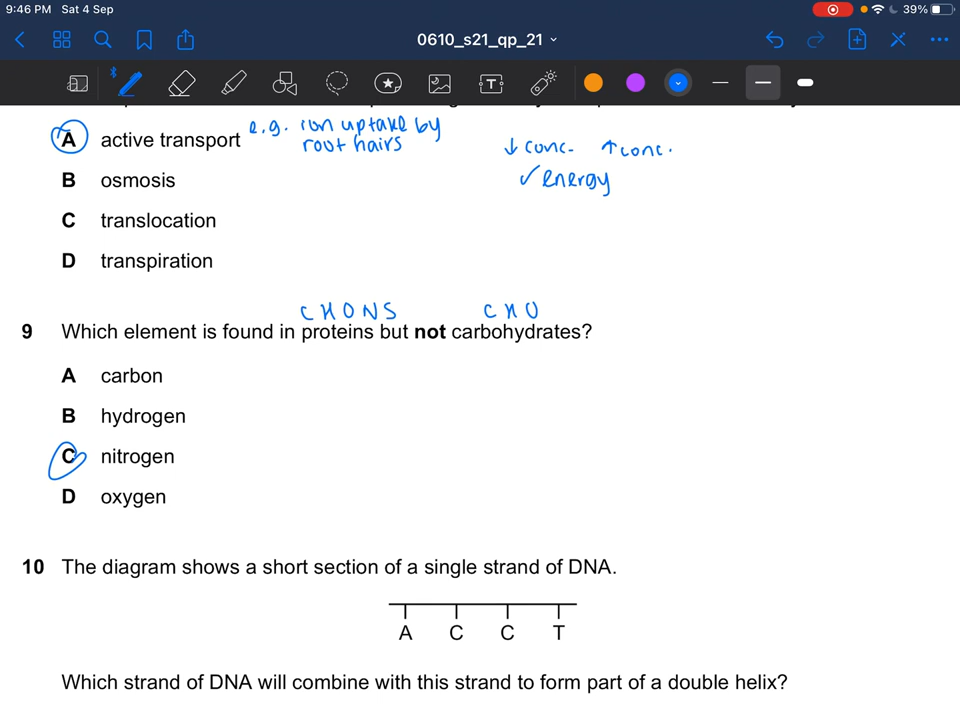 9:46 PM Sat 4 Sep
39%
0610_s21_qp_21
T
A active transport e.g. ion uptake by
root hairs
↓ conc. ↑ conc.
✓ energy
B osmosis
C translocation
D transpiration
CHONS CHO
9 Which element is found in proteins but not carbohydrates?
A carbon
B hydrogen
C nitrogen
D oxygen
10 The diagram shows a short section of a single strand of DNA.
A C C T
Which strand of DNA will combine with this strand to form part of a double helix?